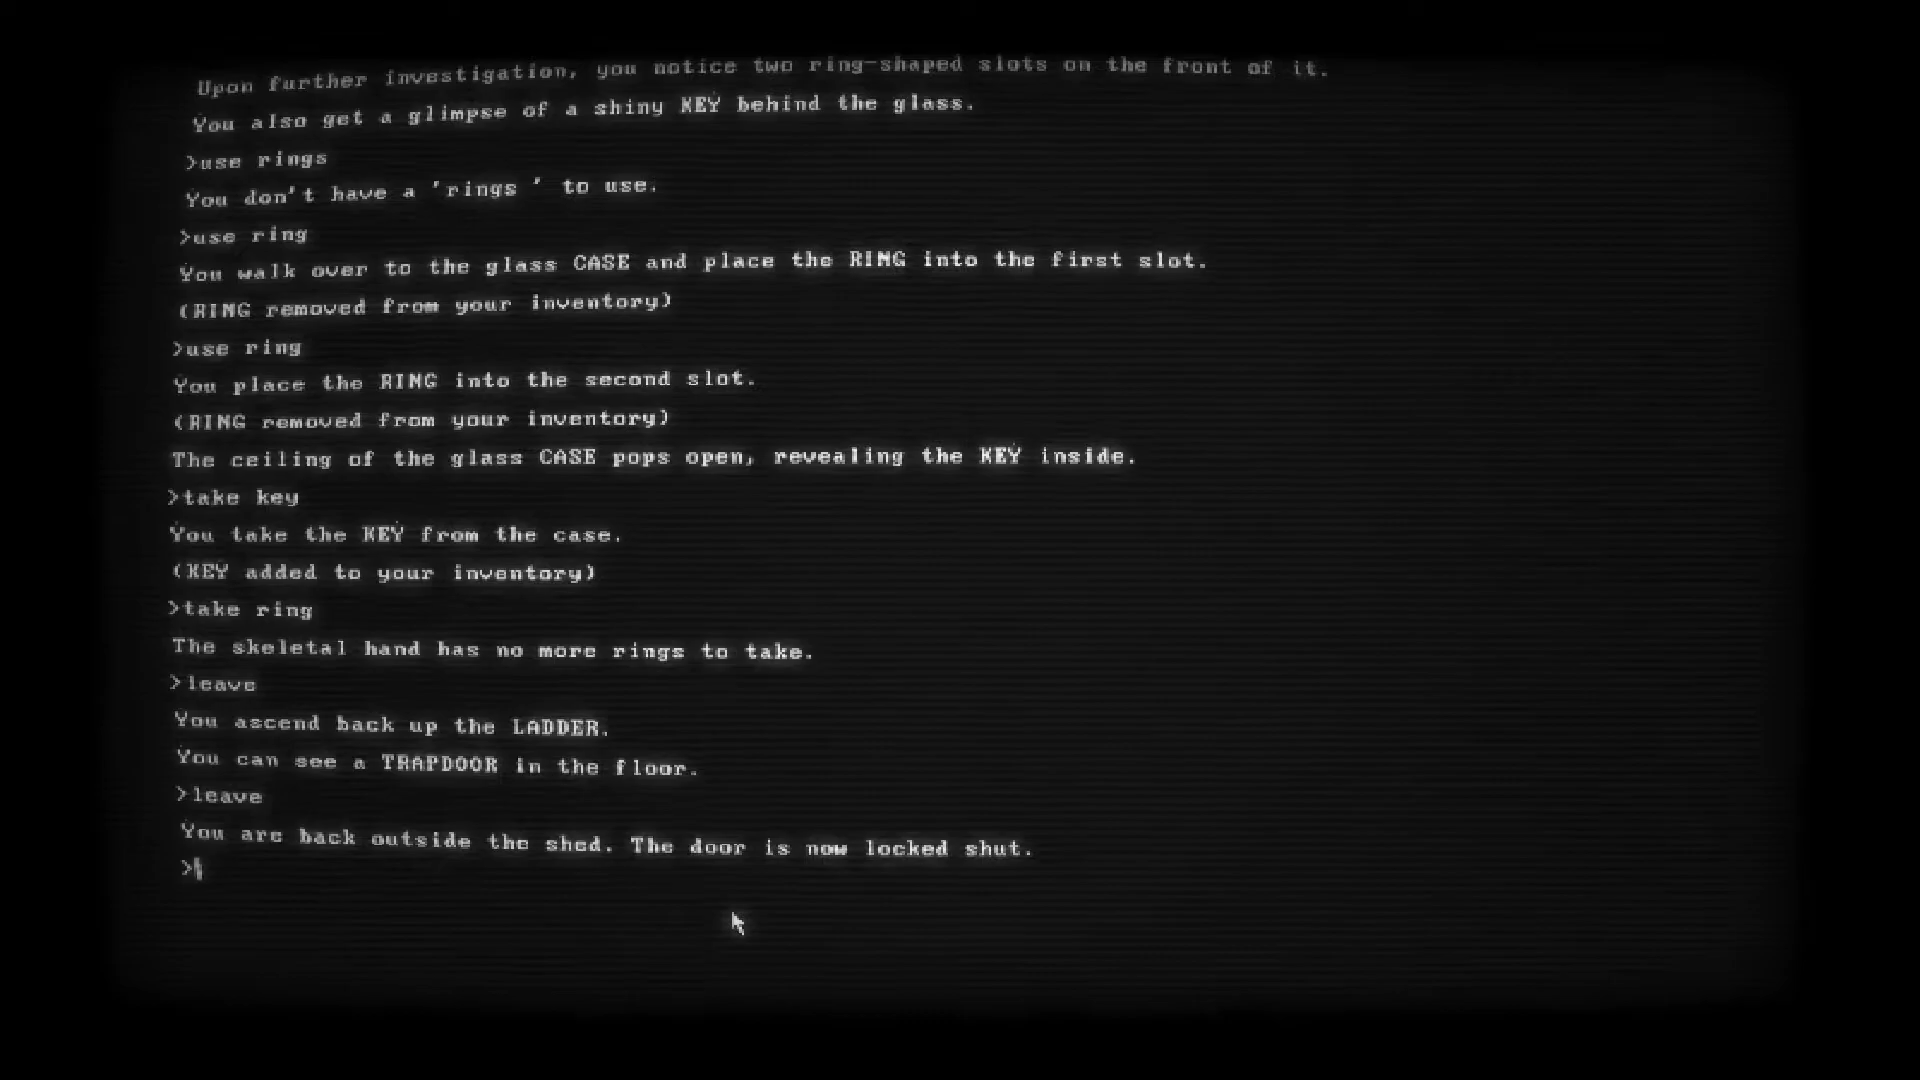 Upon further investigation, you notice two ring-shaped slots on the front of it.
You also get a glimpse of a shiny KEY behind the glass.
>use rings
You don't have a 'rings ' to use.
>use ring
You walk over to the glass CASE and place the RING into the first slot.
(RING removed from your inventory)
>use ring
You place the RING into the second slot.
(RING removed from your inventory)
The ceiling of the glass CASE pops open, revealing the KEY inside.
>take key
You take the KEY from the case.
(KEY added to your inventory)
>take ring
The skeletal hand has no more rings to take.
>leave
You ascend back up the LADDER.
You can see a TRAPDOOR in the floor.
>leave
You are back outside the shed. The door is now locked shut.
>